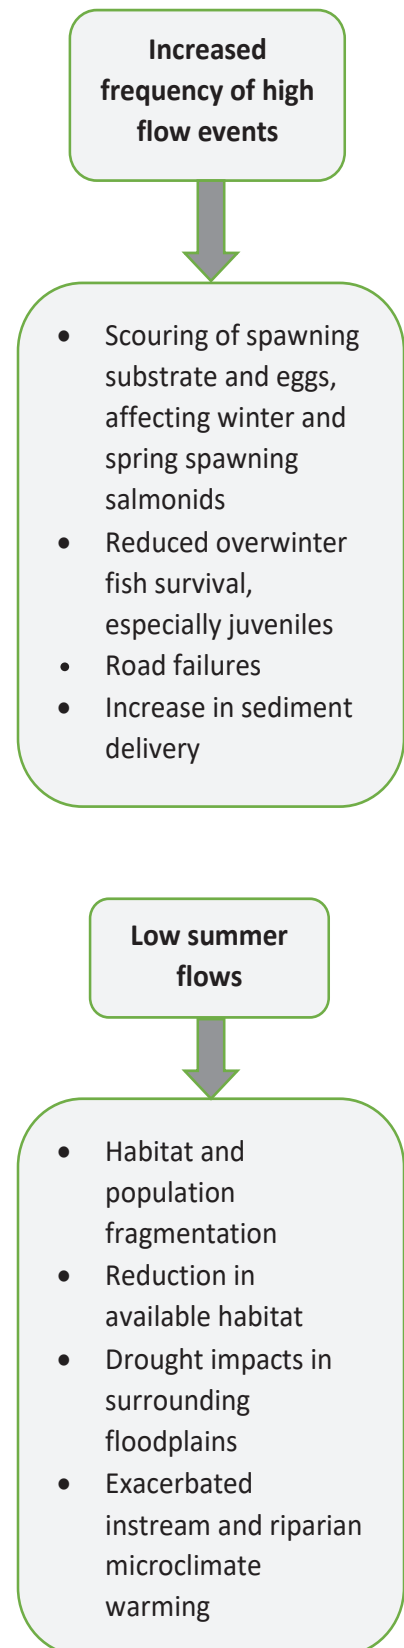 Increased
frequency of high
flow events
• Scouring of spawning
substrate and eggs,
affecting winter and
spring spawning
salmonids
• Reduced overwinter
fish survival,
especially juveniles
• Road failures
• Increase in sediment
delivery
Low summer
flows
• Habitat and
population
fragmentation
• Reduction in
available habitat
• Drought impacts in
surrounding
floodplains
• Exacerbated
instream and riparian
microclimate
warming